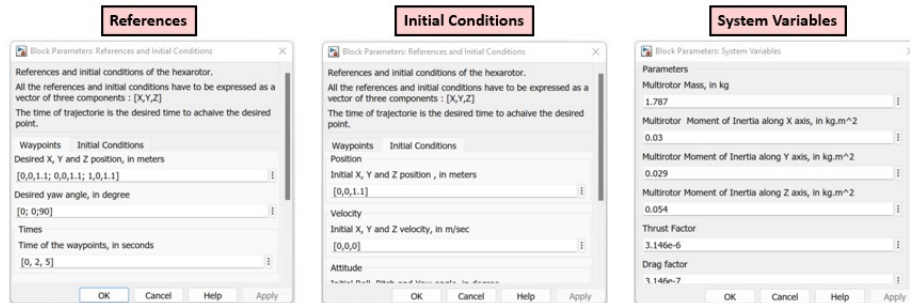 References
Block Parameters: References and Initial Conditions
References and initial conditions of the hexarotor.
All the references and initial conditions have to be expressed as a
vector of three components : [X,Y,Z]
The time of trajectorie is the desired time to achaive the desired
point.
Waypoints Initial Conditions
Desired X, Y and Z position, in meters
[0,0,1.1; 0,0,1.1; 1,0,1.1]
Desired yaw angle, in degree
[0; 0;90]
Times
Time of the waypoints, in seconds
[0, 2, 5]
OK Cancel Help Apply
Initial Conditions
Block Parameters: References and Initial Conditions
References and initial conditions of the hexarotor.
All the references and initial conditions have to be expressed as a
vector of three components : [X,Y,Z]
The time of trajectorie is the desired time to achaive the desired
point.
Waypoints Initial Conditions
Position
Initial X, Y and Z position , in meters
[0,0,1.1]
Velocity
Initial X, Y and Z velocity, in m/sec
[0,0,0]
Attitude
Initial Roll, Pitch and Yaw angle, in degree
OK Cancel Help Apply
System Variables
Block Parameters: System Variables
Parameters
Multirotor Mass, in kg
1.787
Multirotor Moment of Inertia along X axis, in kg.m^2
0.03
Multirotor Moment of Inertia along Y axis, in kg.m^2
0.029
Multirotor Moment of Inertia along Z axis, in kg.m^2
0.054
Thrust Factor
3.146e-6
Drag factor
3.146e-7
OK Cancel Help Apply